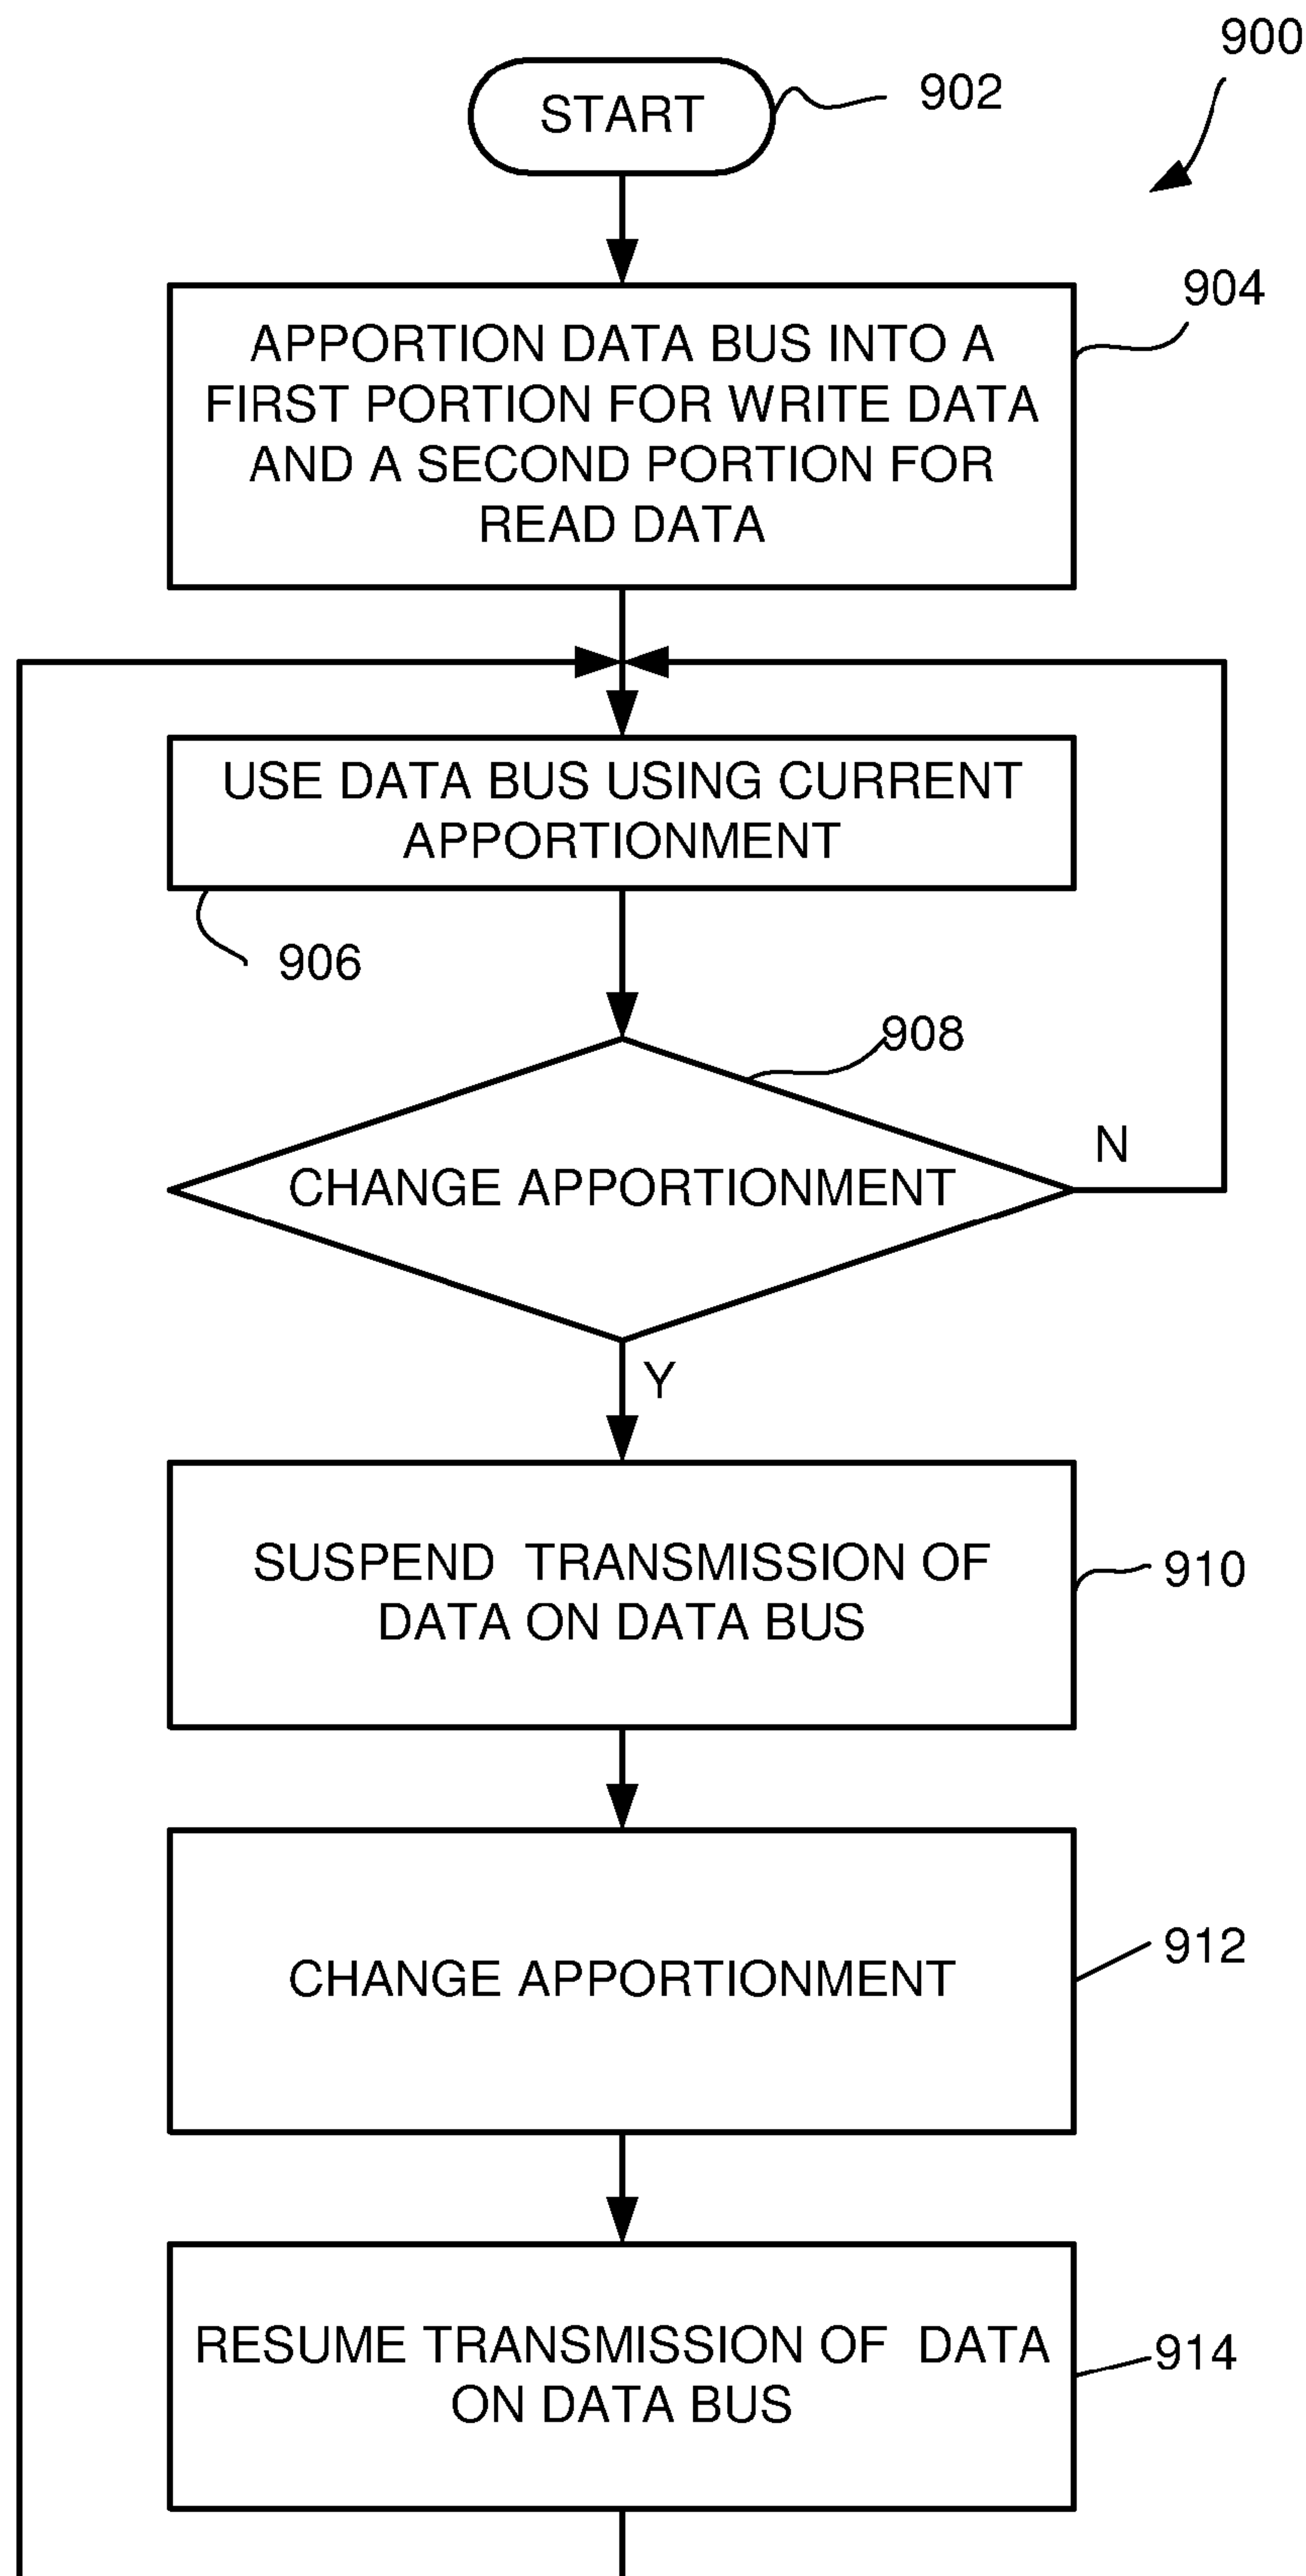 900
START
902
904
APPORTION DATA BUS INTO A
FIRST PORTION FOR WRITE DATA
AND A SECOND PORTION FOR
READ DATA
USE DATA BUS USING CURRENT
APPORTIONMENT
906
908
CHANGE APPORTIONMENT
N
Y
SUSPEND TRANSMISSION OF
DATA ON DATA BUS
910
CHANGE APPORTIONMENT
912
RESUME TRANSMISSION OF DATA
ON DATA BUS
914